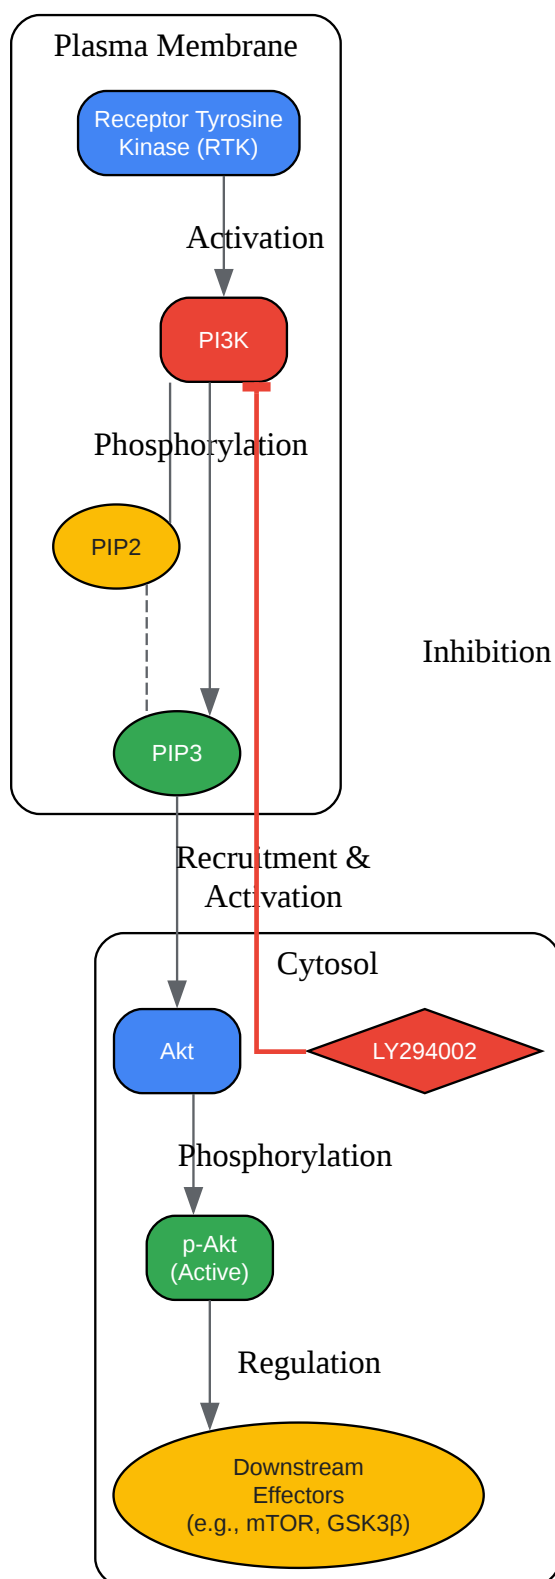 Plasma Membrane
Receptor Tyrosine
Kinase (RTK)
Activation
PI3K
Phosphorylation
PIP2
Inhibition
PIP3
Recruitment &
Activation
Cytosol
Akt
LY294002
Phosphorylation
p-Akt
(Active)
Regulation
Downstream
Effectors
(e.g., mTOR, GSK3β)